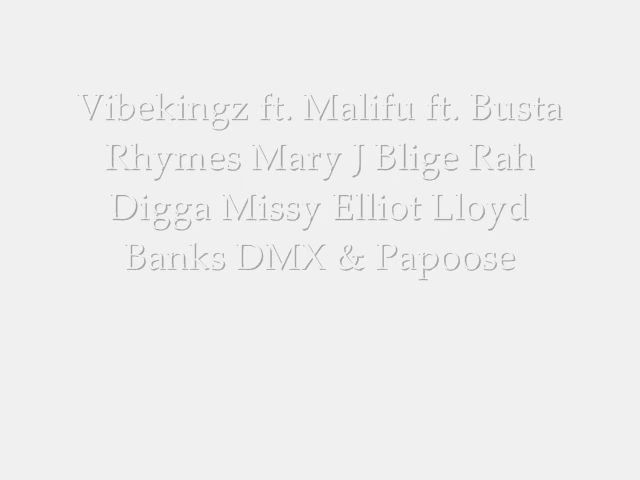 Vibekingz ft. Malifu ft. Busta
Rhymes Mary J Blige Rah
Digga Missy Elliot Lloyd
Banks DMX & Papoose